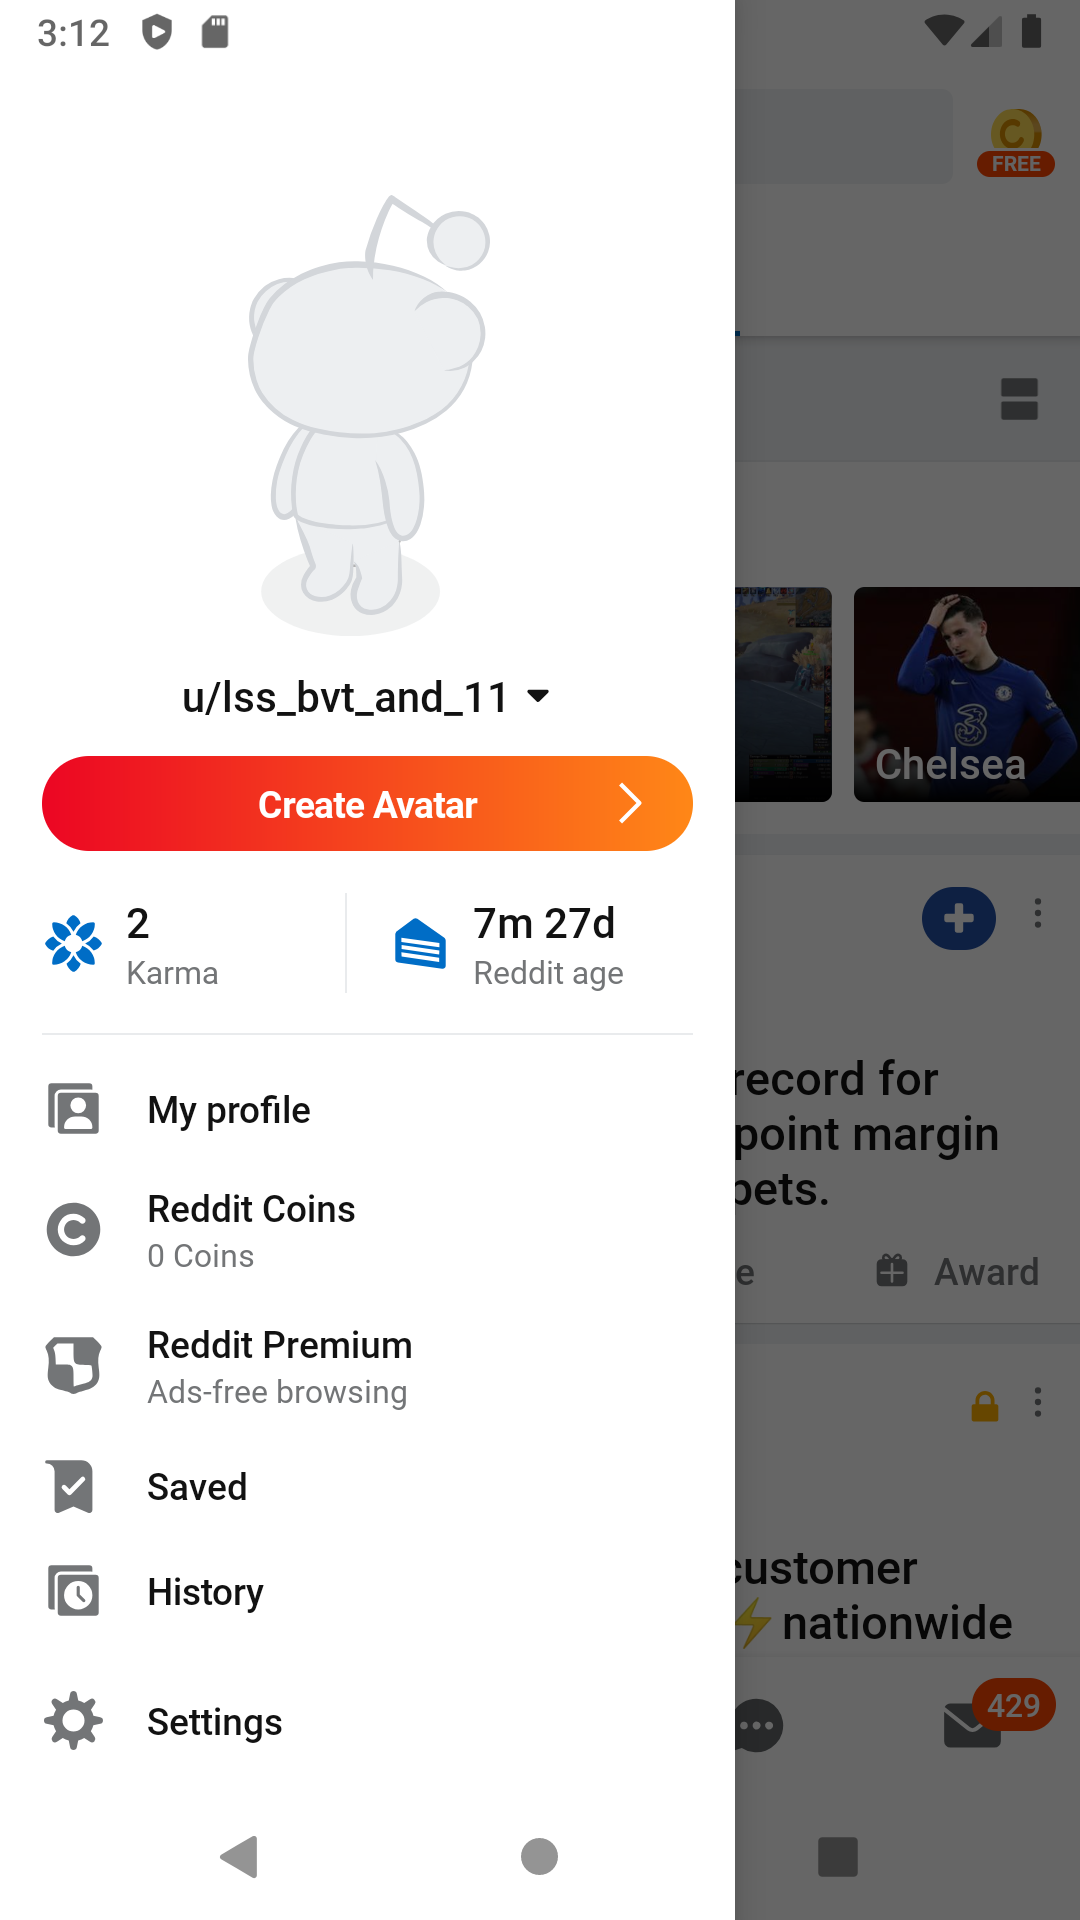 3:12
FREE
u/lss_bvt_and_11
Chelsea
Create Avatar
2
Karma
7m 27d
Reddit age
My profile
record for
point margin
bets.
Reddit Coins
0 Coins
e
Award
Reddit Premium
Ads-free browsing
Saved
History
customer
⚡nationwide
Settings
429